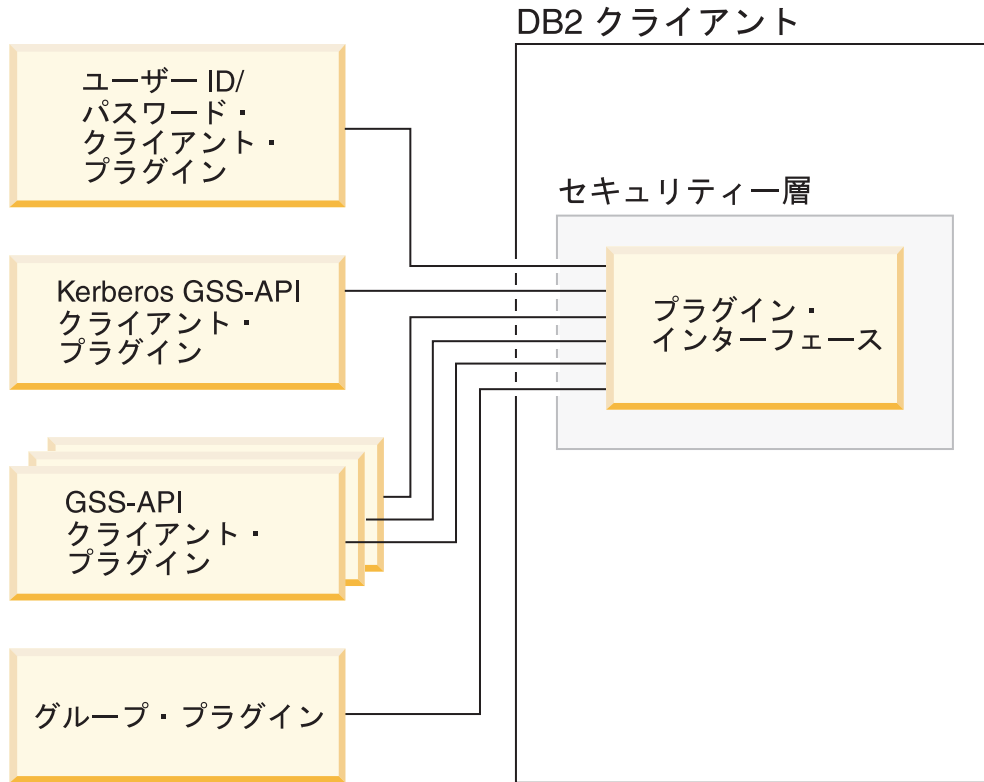 DB2 クライアント
ユーザー ID/
パスワード・
クライアント・
プラグイン
セキュリティー層
Kerberos GSS-API
クライアント・
プラグイン
プラグイン・
インターフェース
GSS-API
クライアント・
プラグイン
グループ・プラグイン